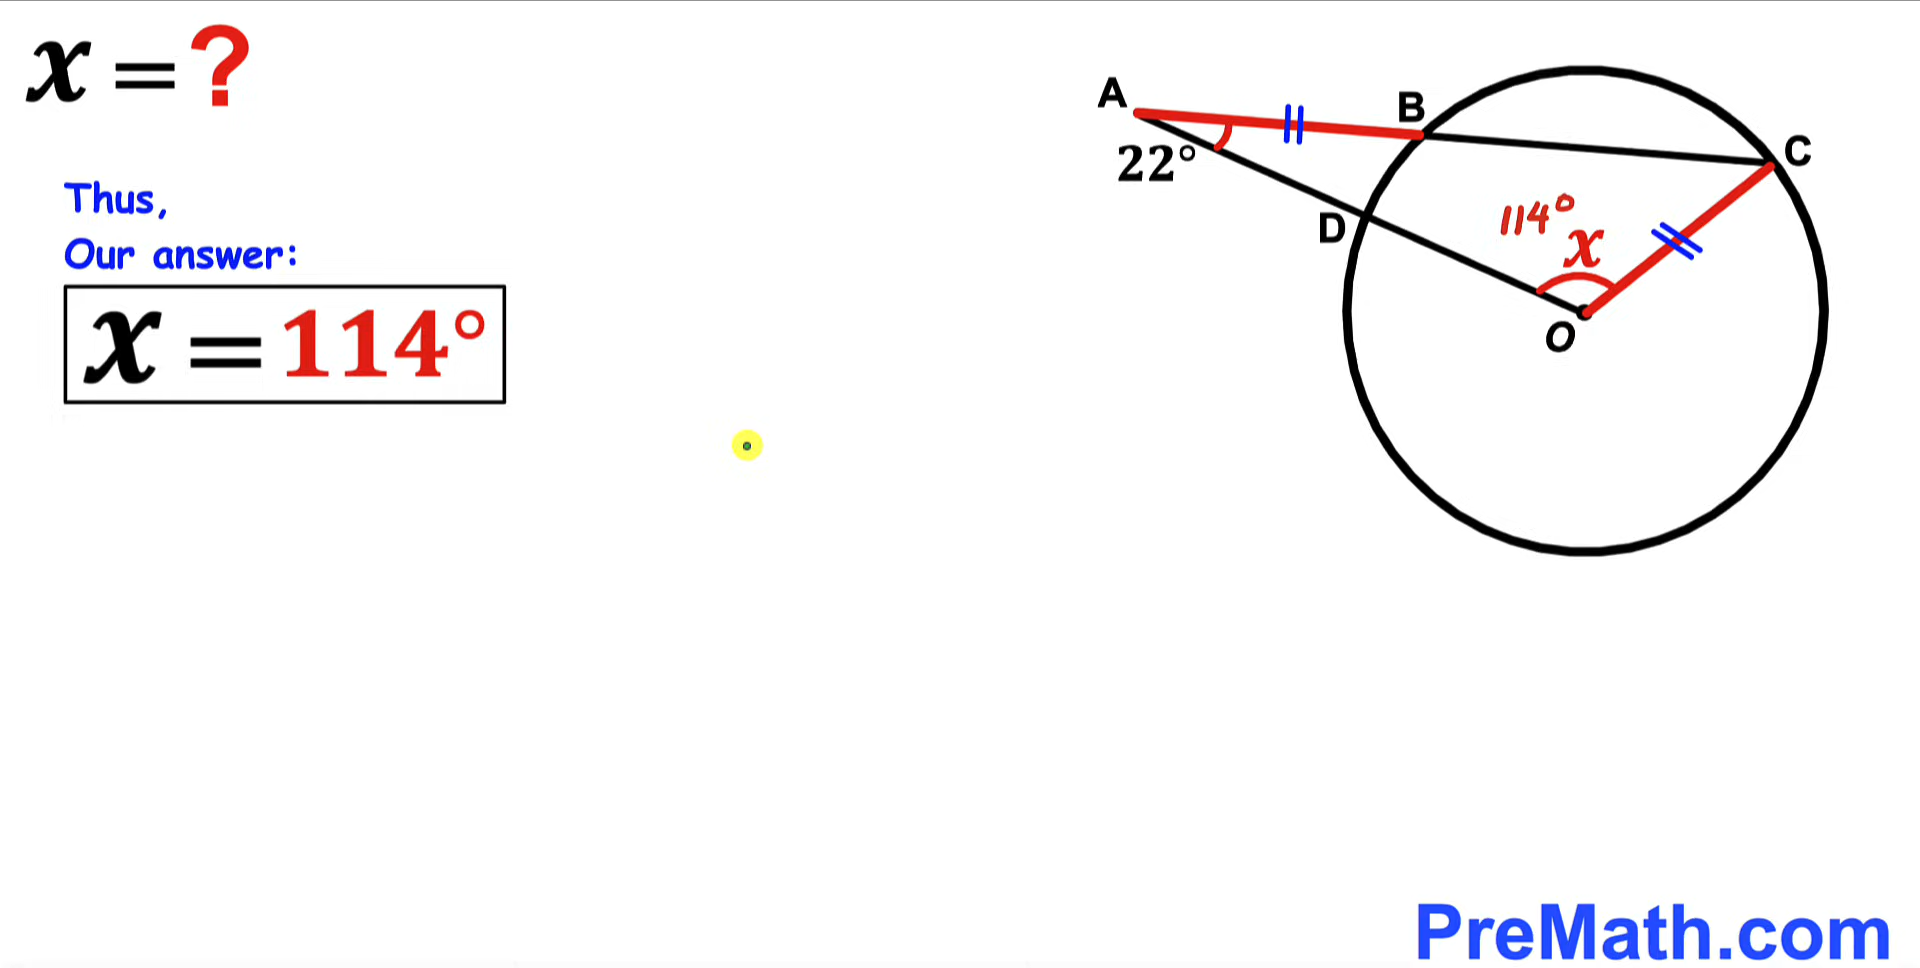 x = ?
Thus,
Our answer:
x = 114°
A
B
C
22°
D
114°
x
O
PreMath.com